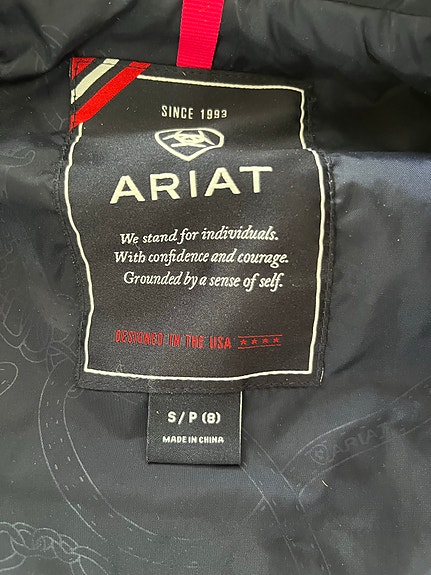 SINCE 1993
ARIAT
We stand for individuals.
With confidence and courage.
Grounded by a sense of self.
DESIGNED IN THE USA
S/P (8)
MADE IN CHINA
ARIAT